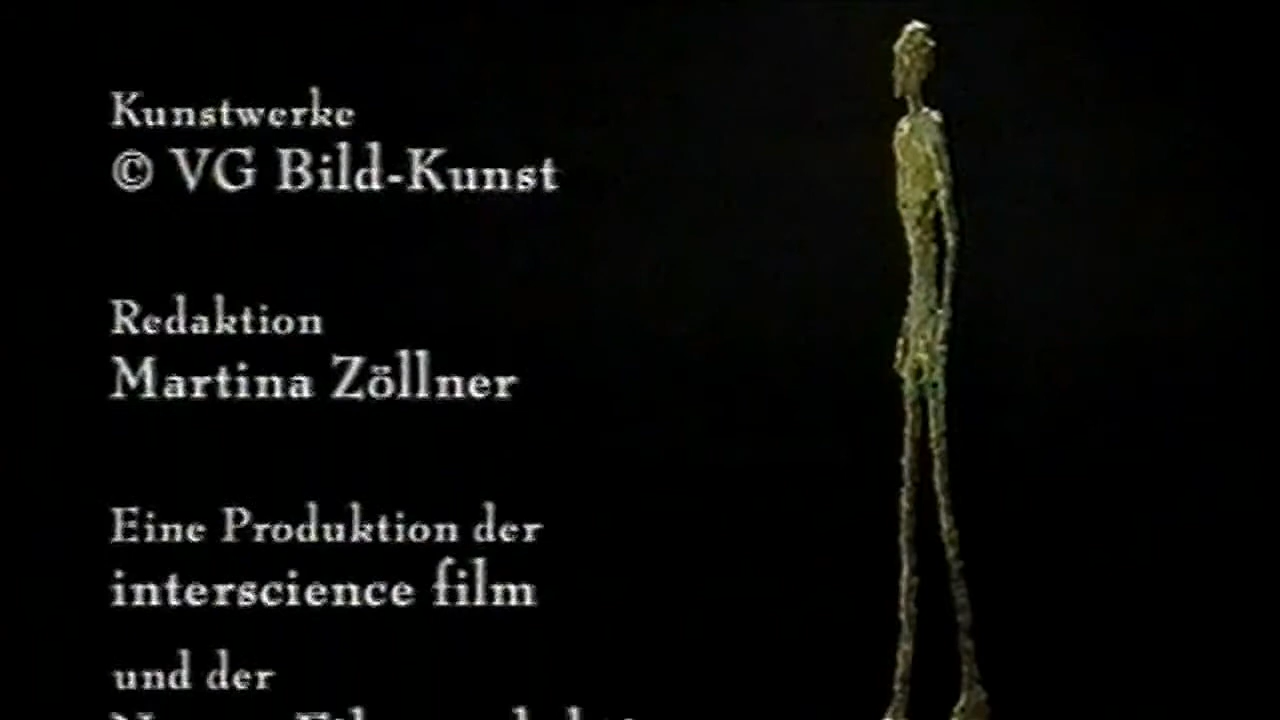 Kunstwerke
© VG Bild-Kunst
Redaktion
Martina Zöllner
Eine Produktion der
interscience film
und der